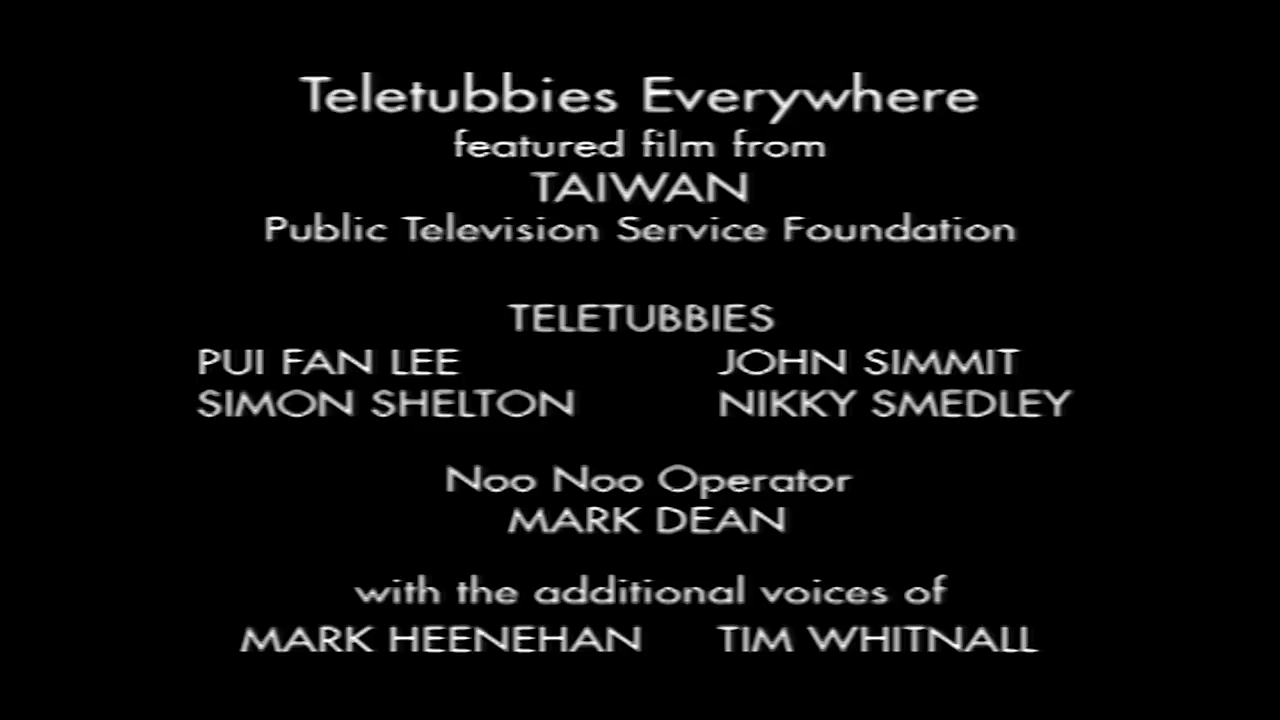 Teletubbies Everywhere
featured film from
TAIWAN
Public Television Service Foundation
TELETUBBIES
PUI FAN LEE JOHN SIMMIT
SIMON SHELTON NIKKY SMEDLEY
Noo Noo Operator
MARK DEAN
with the additional voices of
MARK HEENEHAN TIM WHITNALL